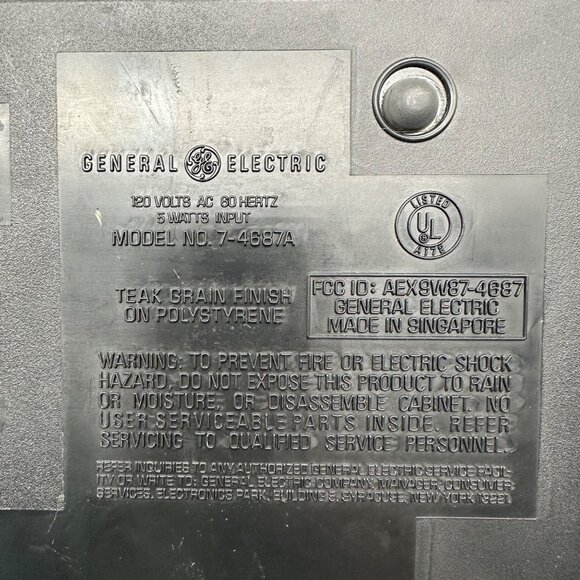 GENERAL GE ELECTRIC
120 VOLTS AC 60 HERTZ
5 WATTS INPUT
MODEL NO. 7-4687A
LISTED
UL
A17E
TEAK GRAIN FINISH
ON POLYSTYRENE
FCC ID: AEX9W87-4687
GENERAL ELECTRIC
MADE IN SINGAPORE
WARNING: TO PREVENT FIRE OR ELECTRIC SHOCK
HAZARD, DO NOT EXPOSE THIS PRODUCT TO RAIN
OR MOISTURE, OR DISASSEMBLE CABINET. NO
USER SERVICEABLE PARTS INSIDE. REFER
SERVICING TO QUALIFIED SERVICE PERSONNEL.
REFER INQUIRIES TO ANY AUTHORIZED GENERAL ELECTRIC SERVICE FACIL-
ITY OR WRITE TO: GENERAL ELECTRIC COMPANY, MANAGER, CONSUMER
SERVICES, ELECTRONICS PARK, BUILDING 5, SYRACUSE, NEW YORK 13221.